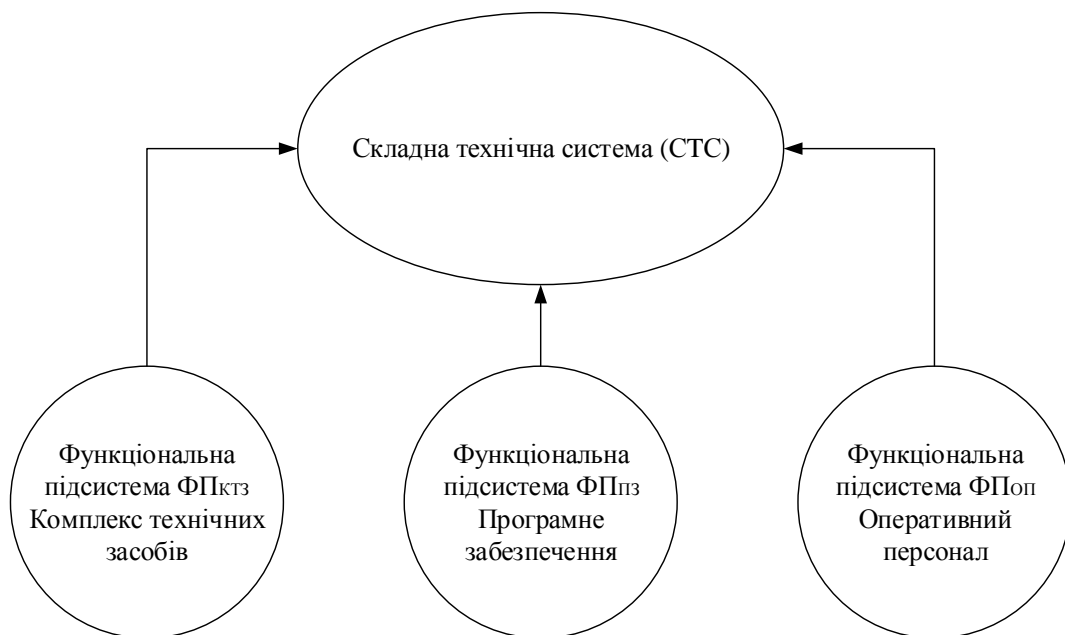 Складна технічна система (СТС)
Функціональна
підсистема ФПКТЗ
Комплекс технічних
засобів
Функціональна
підсистема ФППЗ
Програмне
забезпечення
Функціональна
підсистема ФПОП
Оперативний
персонал